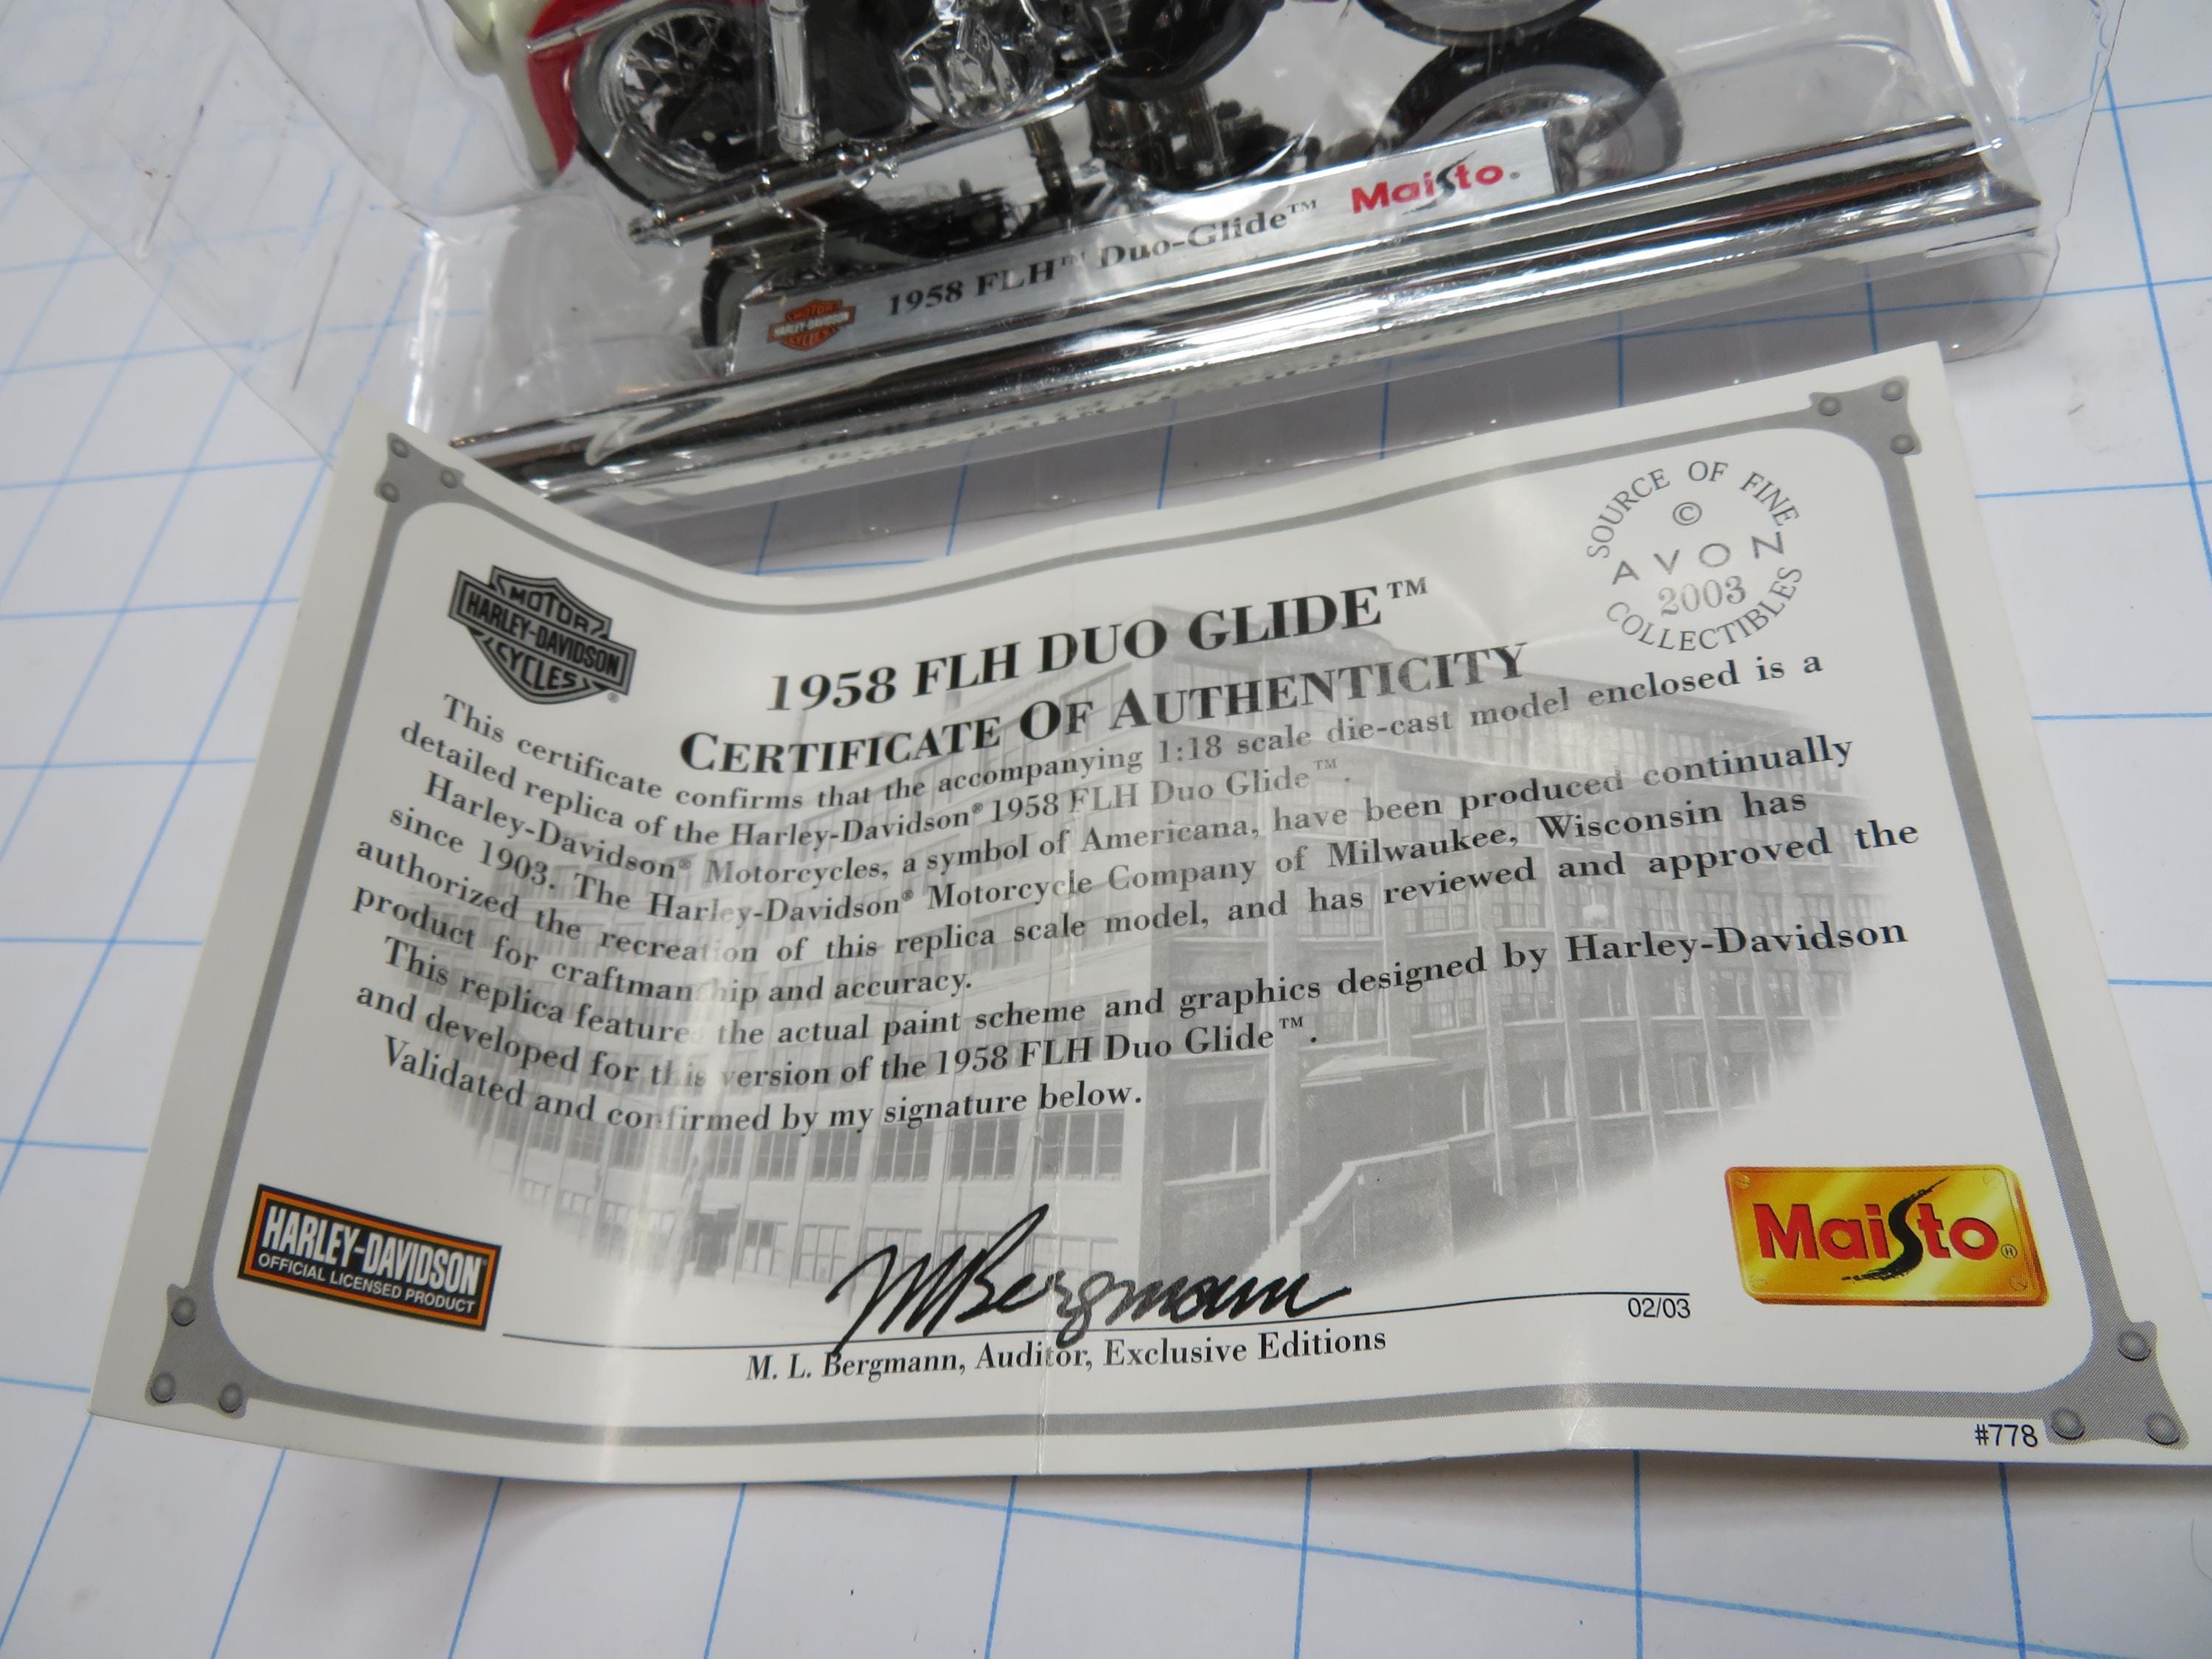 MOTOR
HARLEY-DAVIDSON
CYCLES
1958 FLH™ Duo-Glide™
Maisto®
MOTOR
HARLEY-DAVIDSON
CYCLES ®
SOURCE OF FINE
©
AVON
2003
COLLECTIBLES
1958 FLH DUO GLIDE™
CERTIFICATE OF AUTHENTICITY
This certificate confirms that the accompanying 1:18 scale die-cast model enclosed is a
detailed replica of the Harley-Davidson® 1958 FLH Duo Glide™.
Harley-Davidson® Motorcycles, a symbol of Americana, have been produced continually
since 1903. The Harley-Davidson® Motorcycle Company of Milwaukee, Wisconsin has
authorized the recreation of this replica scale model, and has reviewed and approved the
product for craftmanship and accuracy.
This replica features the actual paint scheme and graphics designed by Harley-Davidson
and developed for this version of the 1958 FLH Duo Glide™.
Validated and confirmed by my signature below.
HARLEY-DAVIDSON
OFFICIAL LICENSED PRODUCT
MBergmann
02/03
M. L. Bergmann, Auditor, Exclusive Editions
Maisto®
#778